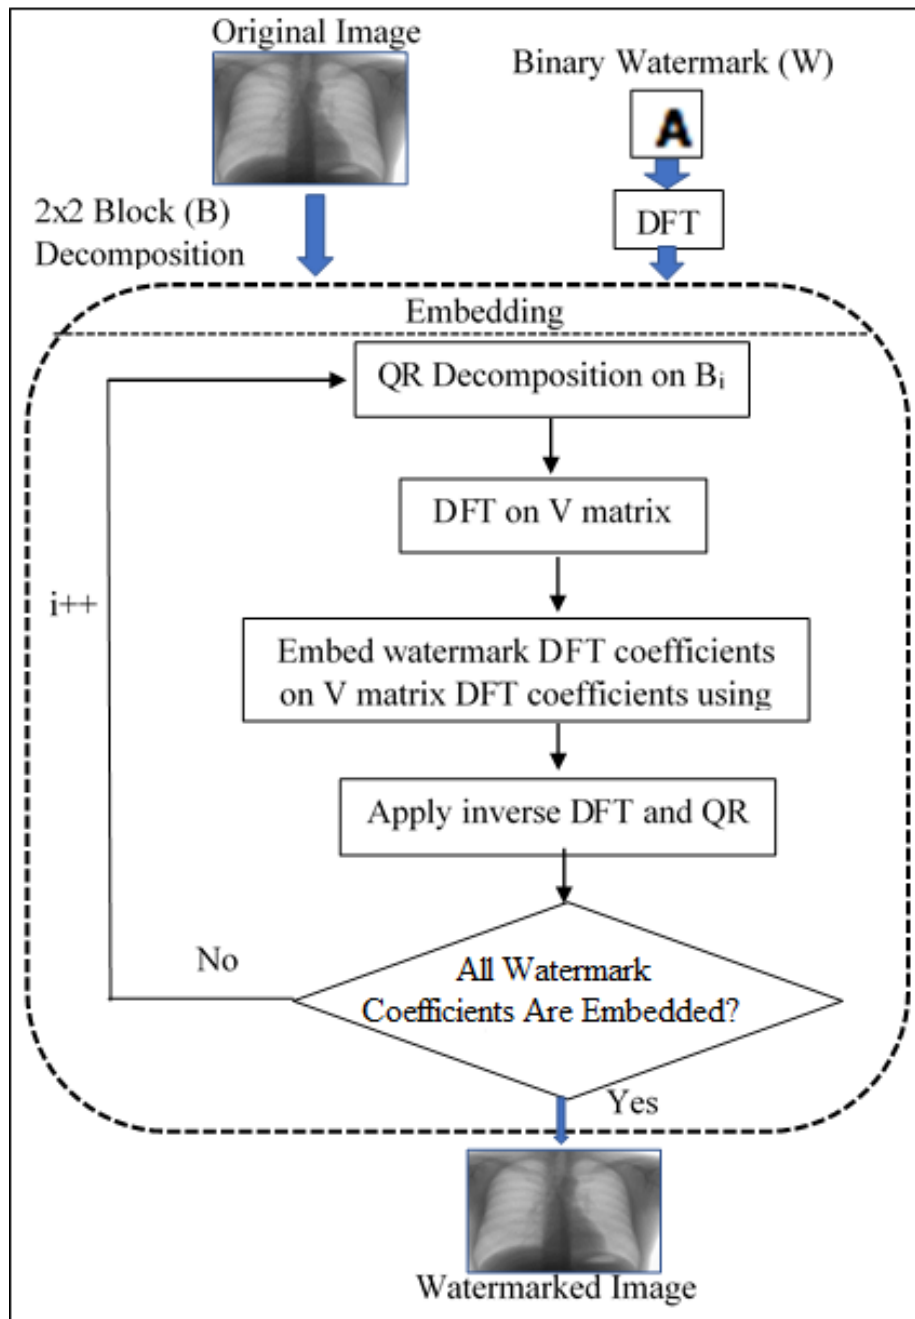 Original Image
Binary Watermark (W)
A
2x2 Block (B)
Decomposition
DFT
Embedding
QR Decomposition on Bi
DFT on V matrix
i++
Embed watermark DFT coefficients
on V matrix DFT coefficients using
Apply inverse DFT and QR
No
All Watermark
Coefficients Are Embedded?
Yes
Watermarked Image